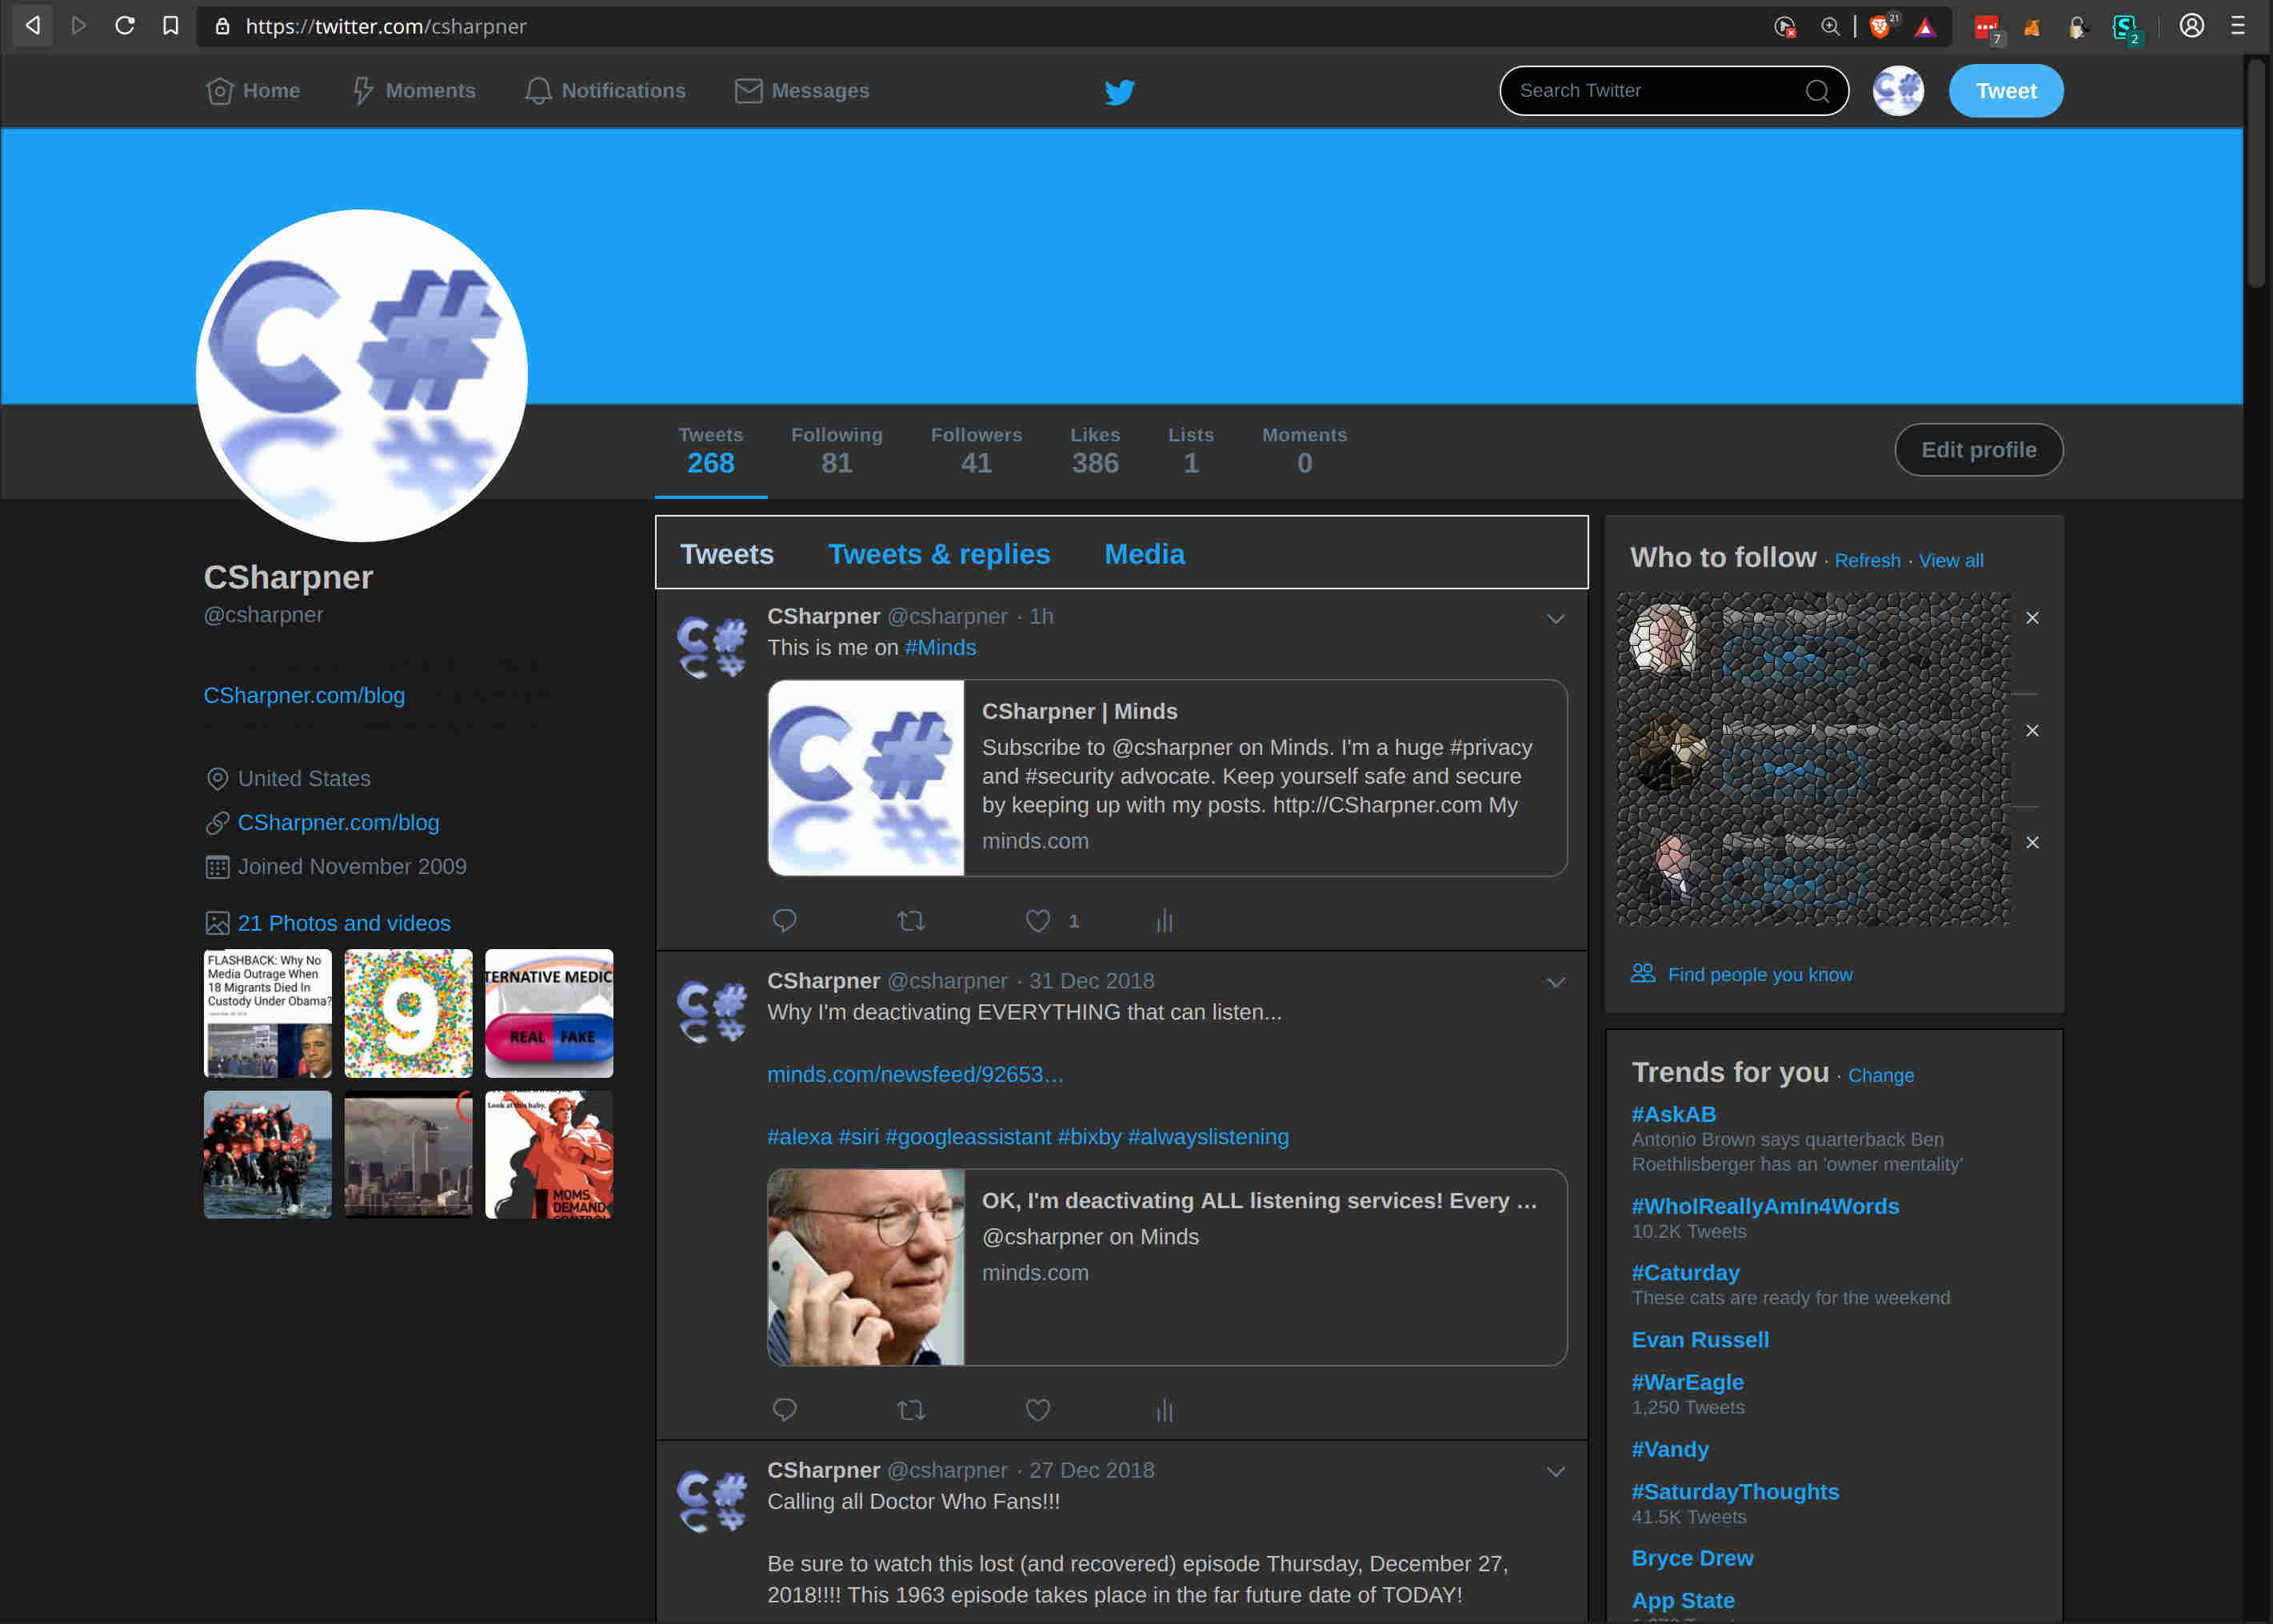 https://twitter.com/csharpner
21
7
2
Home
Moments
Notifications
Messages
Search Twitter
Tweet
C#
Tweets
268
Following
81
Followers
41
Likes
386
Lists
1
Moments
0
Edit profile
CSharpner
@csharpner
CSharpner.com/blog
United States
CSharpner.com/blog
Joined November 2009
21 Photos and videos
FLASHBACK: Why No
Media Outrage When
18 Migrants Died In
Custody Under Obama?
9
TERNATIVE MEDIC
REAL FAKE
Look at this baby,
MOMS
DEMAND
Tweets
Tweets & replies
Media
CSharpner @csharpner · 1h
This is me on #Minds
C#
CSharpner | Minds
Subscribe to @csharpner on Minds. I'm a huge #privacy
and #security advocate. Keep yourself safe and secure
by keeping up with my posts. http://CSharpner.com My
minds.com
1
CSharpner @csharpner · 31 Dec 2018
Why I'm deactivating EVERYTHING that can listen...
minds.com/newsfeed/92653…
#alexa #siri #googleassistant #bixby #alwayslistening
OK, I'm deactivating ALL listening services! Every ...
@csharpner on Minds
minds.com
CSharpner @csharpner · 27 Dec 2018
Calling all Doctor Who Fans!!!
Be sure to watch this lost (and recovered) episode Thursday, December 27,
2018!!!! This 1963 episode takes place in the far future date of TODAY!
Who to follow · Refresh · View all
Find people you know
Trends for you · Change
#AskAB
Antonio Brown says quarterback Ben
Roethlisberger has an 'owner mentality'
#WhoIReallyAmIn4Words
10.2K Tweets
#Caturday
These cats are ready for the weekend
Evan Russell
#WarEagle
1,250 Tweets
#Vandy
#SaturdayThoughts
41.5K Tweets
Bryce Drew
App State